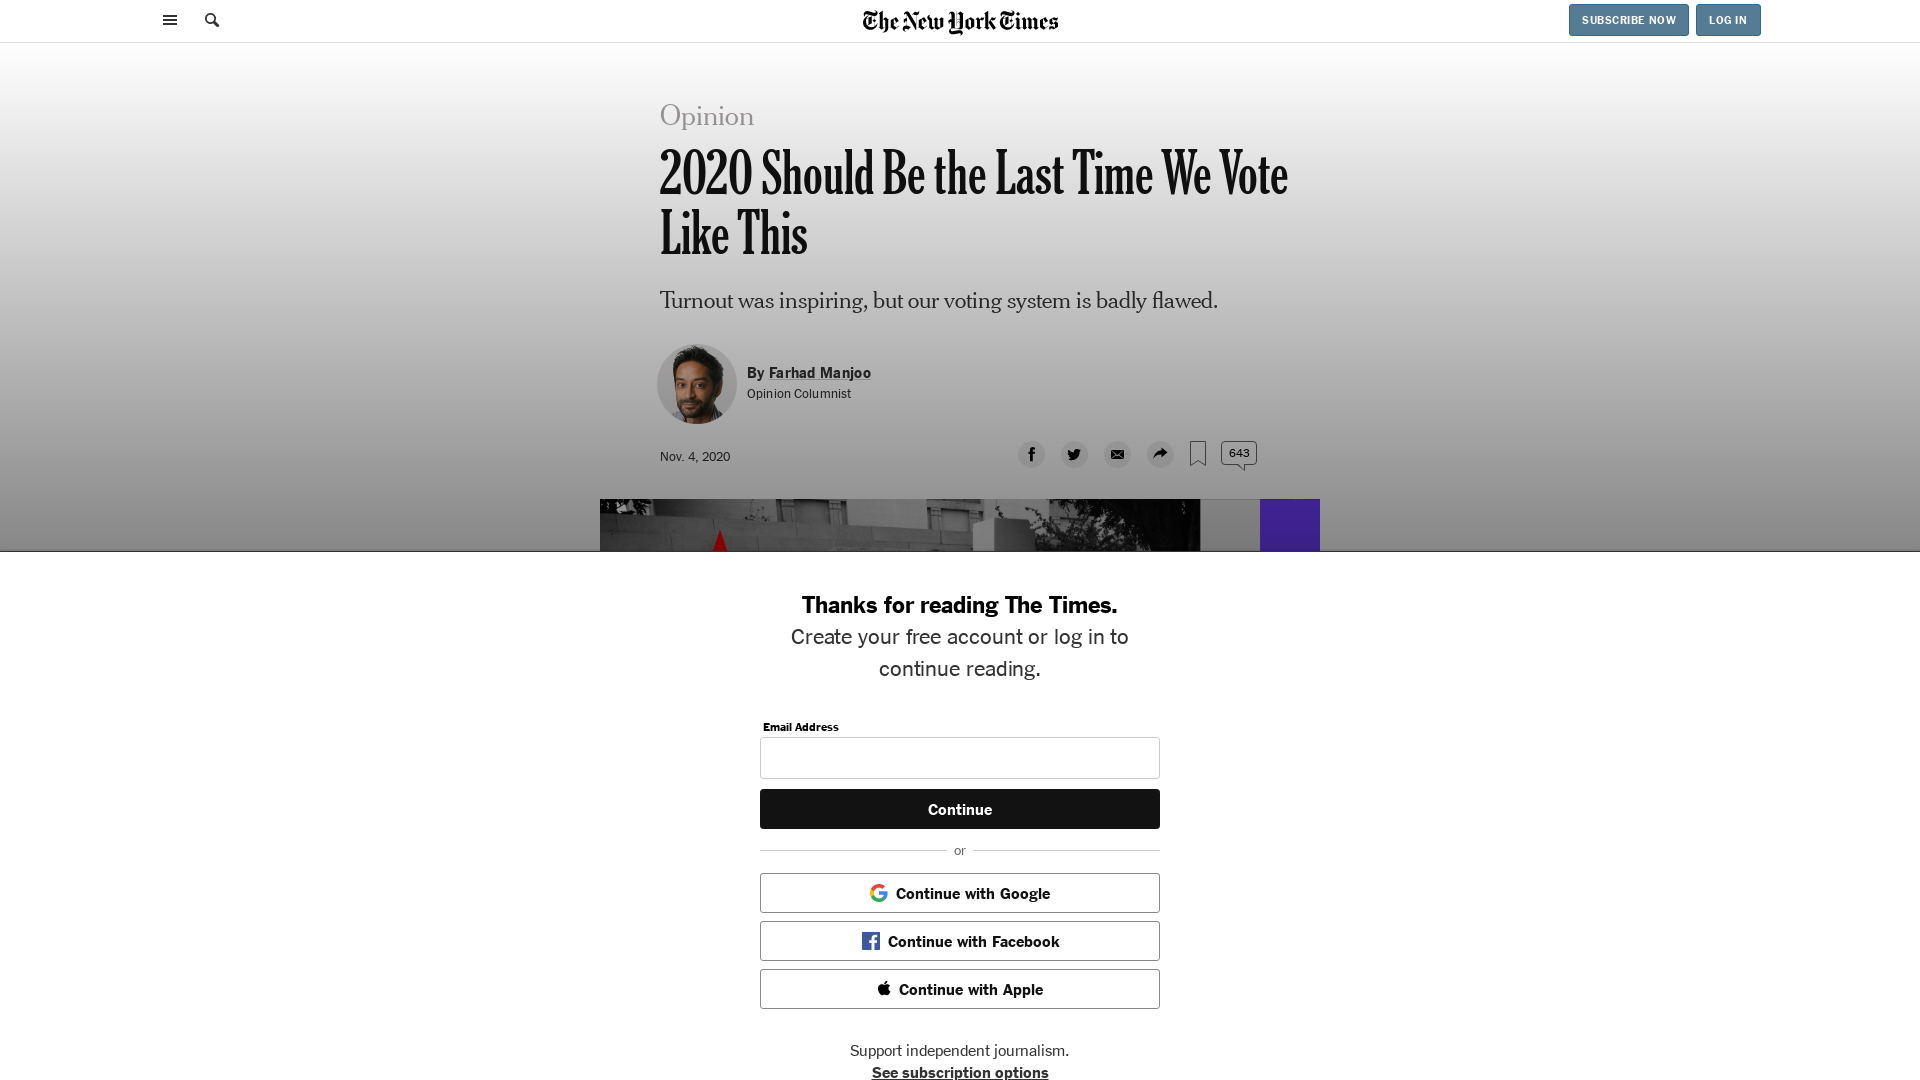 The New York Times
SUBSCRIBE NOW
LOG IN
Opinion
2020 Should Be the Last Time We Vote
Like This
Turnout was inspiring, but our voting system is badly flawed.
By Farhad Manjoo
Opinion Columnist
Nov. 4, 2020
643
Thanks for reading The Times.
Create your free account or log in to
continue reading.
Email Address
Continue
or
Continue with Google
Continue with Facebook
Continue with Apple
Support independent journalism.
See subscription options